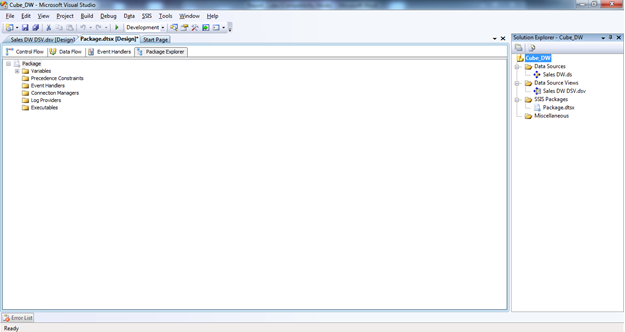 Cube_DW - Microsoft Visual Studio
File Edit View Project Build Debug Data SSIS Tools Window Help
Development
Sales DW DSV.dsv [Design] Package.dtsx [Design]* Start Page
Control Flow Data Flow Event Handlers Package Explorer
Package
Variables
Precedence Constraints
Event Handlers
Connection Managers
Log Providers
Executables
Solution Explorer - Cube_DW
Cube_DW
Data Sources
Sales DW.ds
Data Source Views
Sales DW DSV.dsv
SSIS Packages
Package.dtsx
Miscellaneous
Error List
Ready